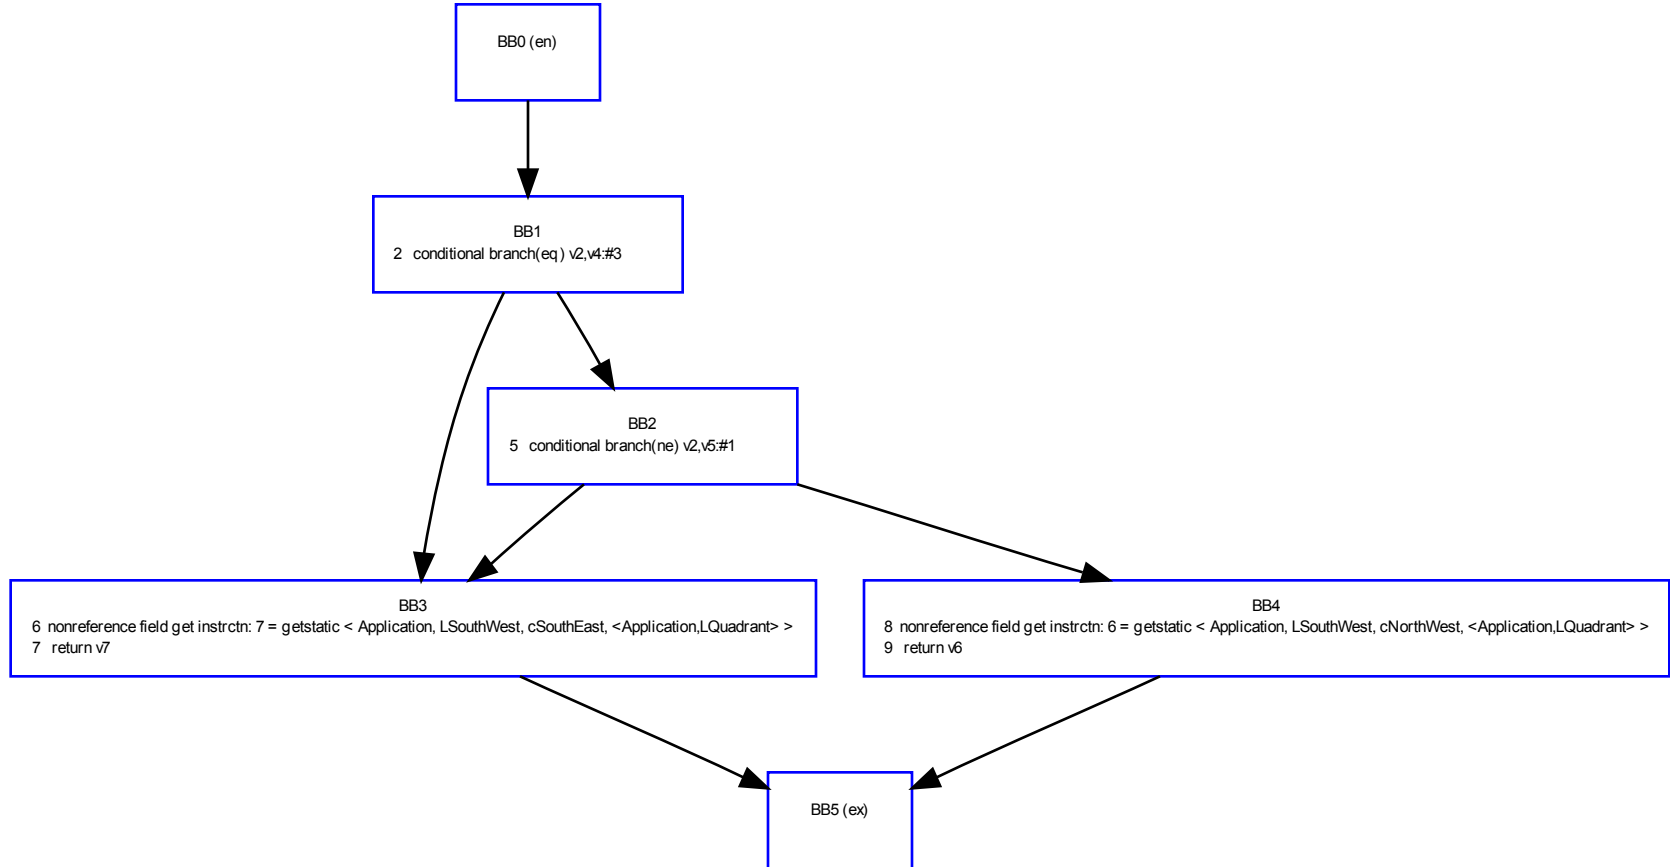 BB0 (en)
BB1
2 conditional branch(eq) v2,v4:#3
BB2
5 conditional branch(ne) v2,v5:#1
BB3
6 nonreference field get instrctn: 7 = getstatic < Application, LSouthWest, cSouthEast, <Application,LQuadrant> >
7 return v7
BB4
8 nonreference field get instrctn: 6 = getstatic < Application, LSouthWest, cNorthWest, <Application,LQuadrant> >
9 return v6
BB5 (ex)